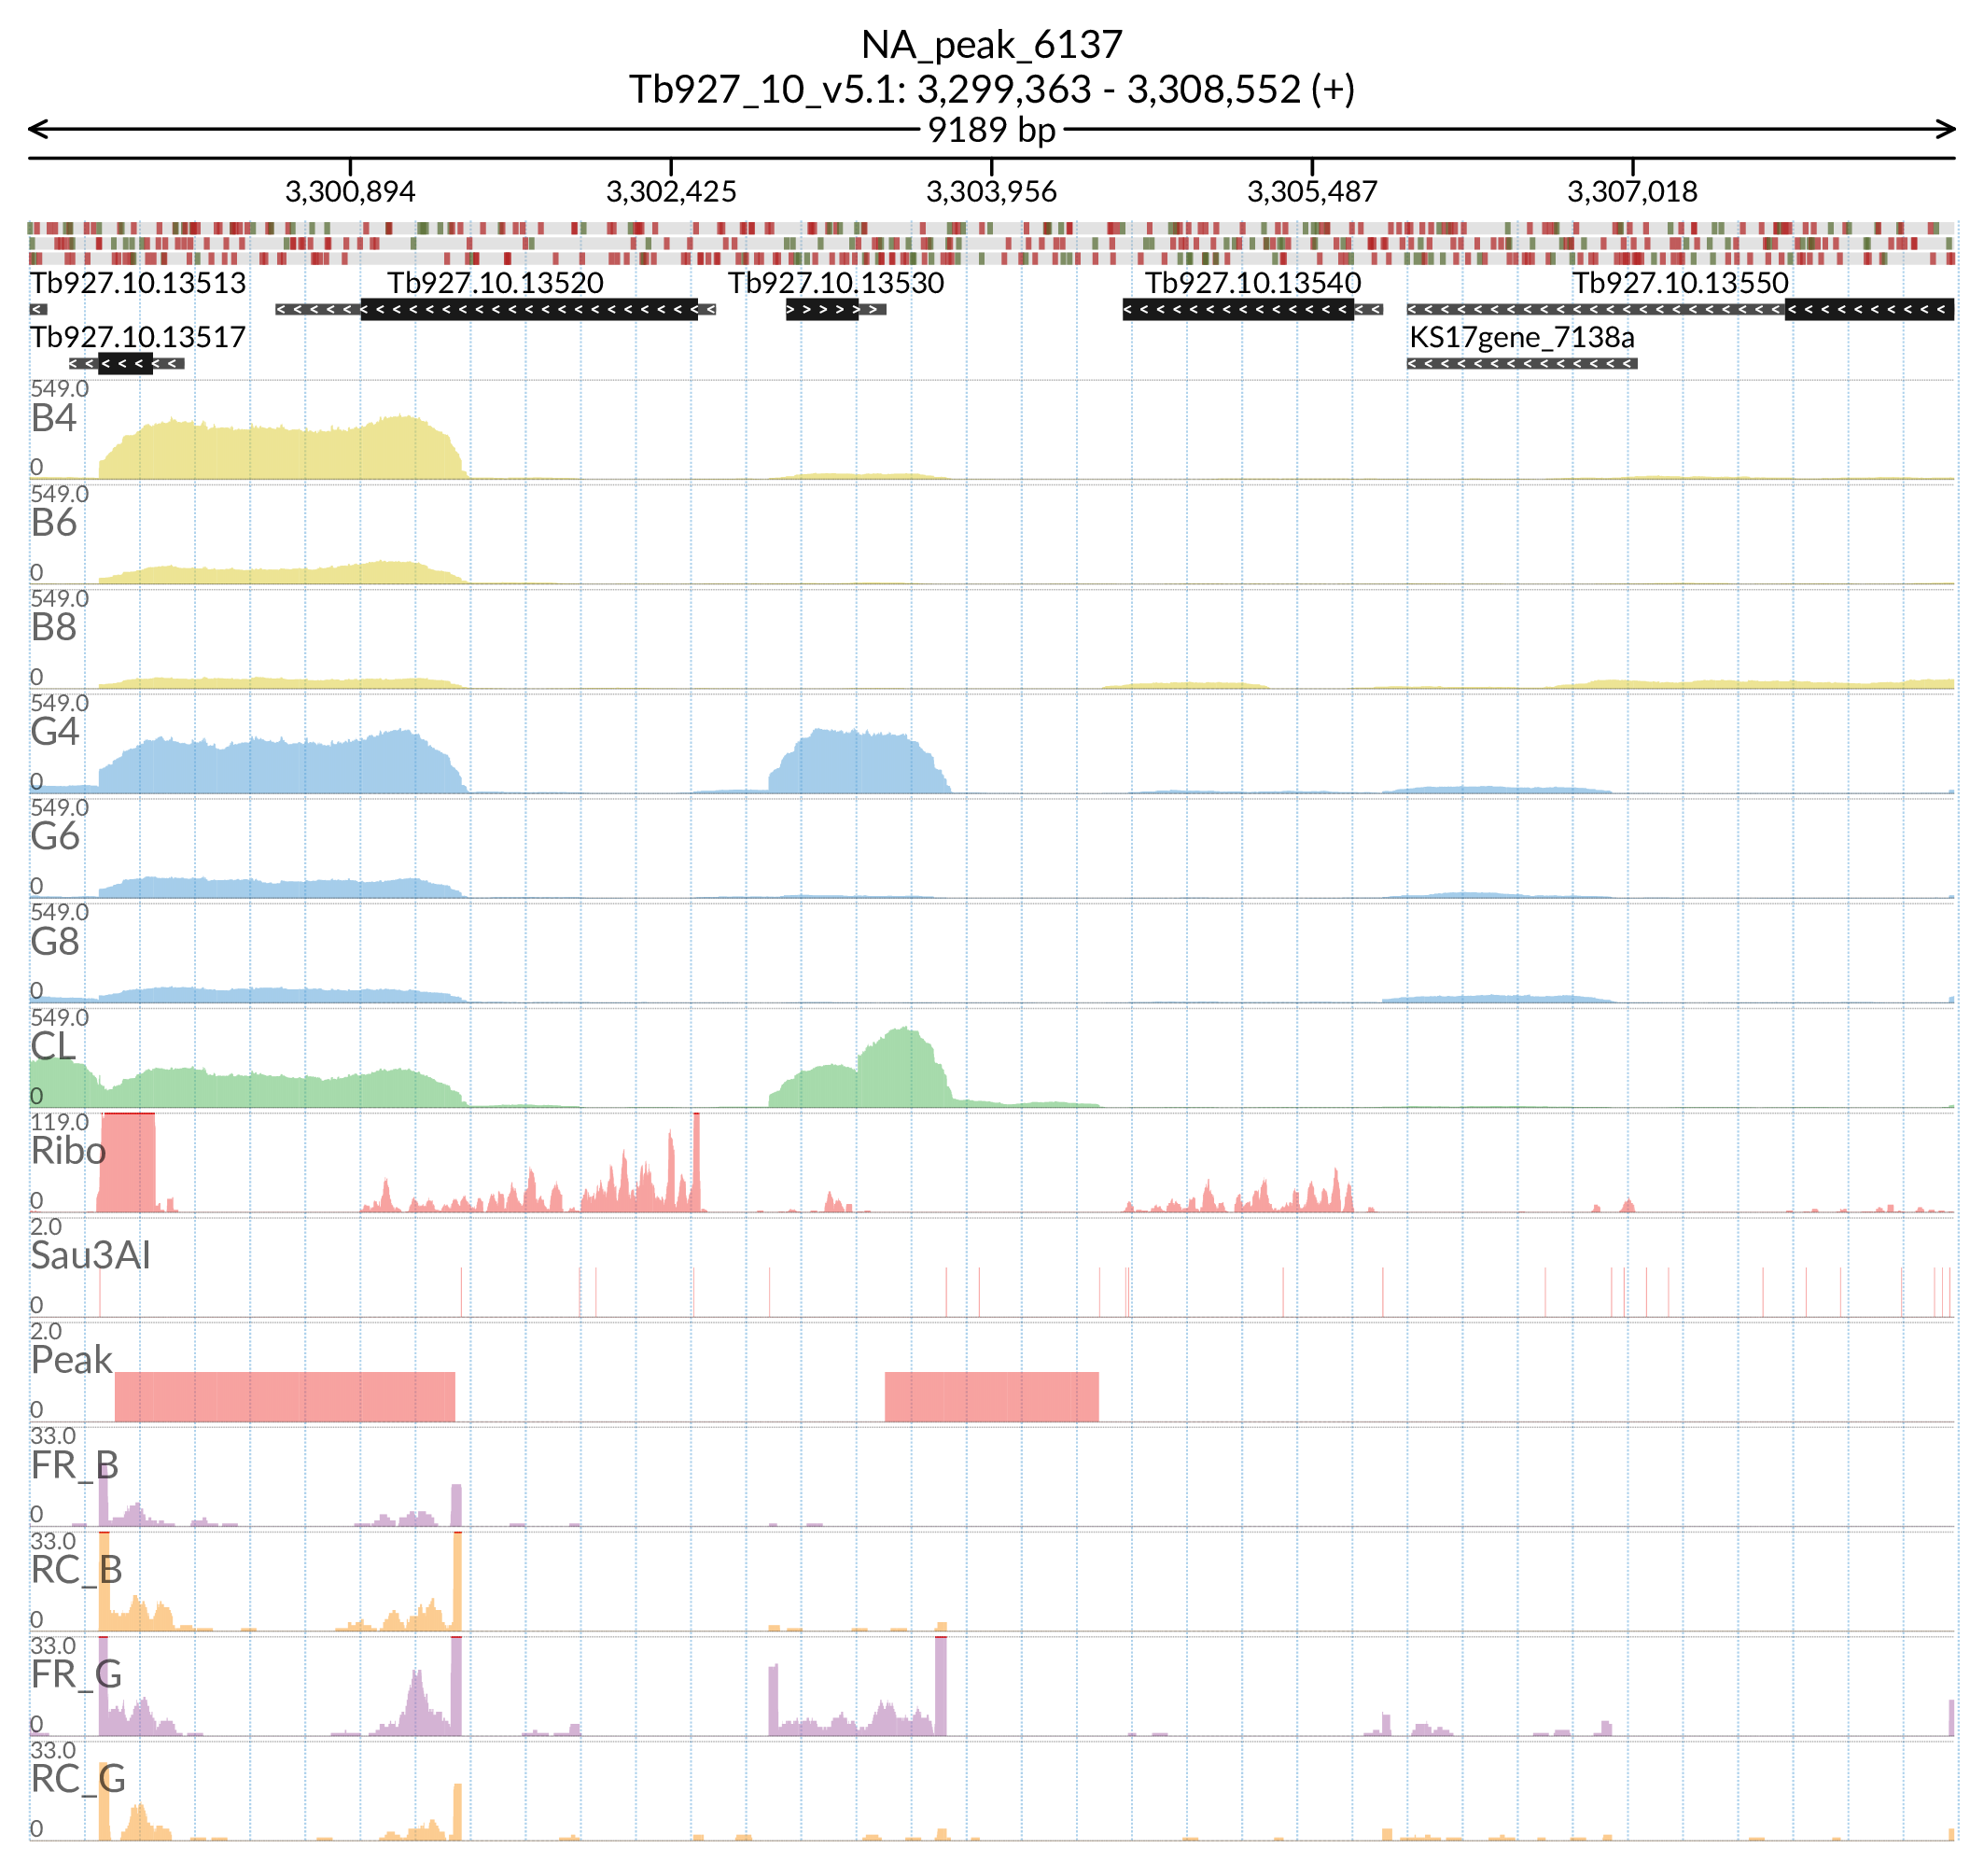 NA_peak_6137
Tb927_10_v5.1: 3,299,363 - 3,308,552 (+)
9189 bp
3,300,894 3,302,425 3,303,956 3,305,487 3,307,018
Tb927.10.13513 Tb927.10.13520 Tb927.10.13530 Tb927.10.13540 Tb927.10.13550
Tb927.10.13517 KS17gene_7138a
549.0
B4
0
549.0
B6
0
549.0
B8
0
549.0
G4
0
549.0
G6
0
549.0
G8
0
549.0
CL
0
119.0
Ribo
0
2.0
Sau3AI
0
2.0
Peak
0
33.0
FR_B
0
33.0
RC_B
0
33.0
FR_G
0
33.0
RC_G
0